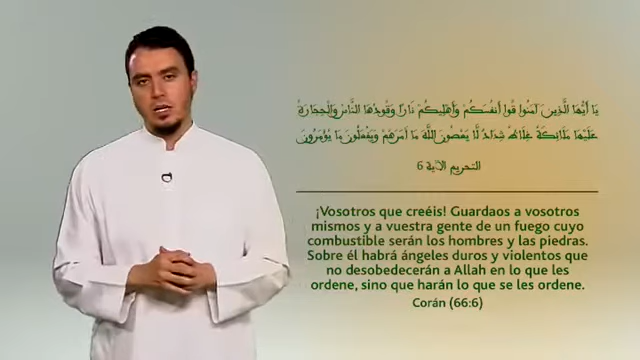 يَا أَيُّهَا الَّذِينَ آمَنُوا قُوا أَنفُسَكُمْ وَأَهْلِيكُمْ نَارًا وَقُودُهَا النَّاسُ وَالْحِجَارَةُ
عَلَيْهَا مَلَائِكَةٌ غِلَاظٌ شِدَادٌ لَّا يَعْصُونَ اللَّهَ مَا أَمَرَهُمْ وَيَفْعَلُونَ مَا يُؤْمَرُونَ
التحريم الآية 6
¡Vosotros que creéis! Guardaos a vosotros
mismos y a vuestra gente de un fuego cuyo
combustible serán los hombres y las piedras.
Sobre él habrá ángeles duros y violentos que
no desobedecerán a Allah en lo que les
ordene, sino que harán lo que se les ordene.
Corán (66:6)